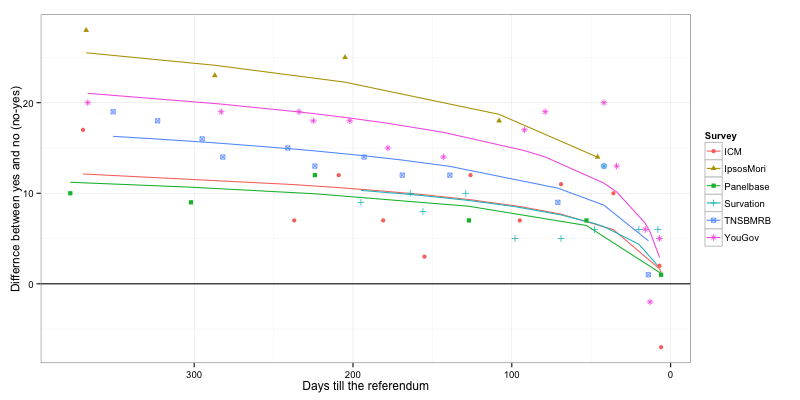 Differnce between yes and no (no-yes)
20
10
0
300
200
100
0
Days till the referendum
Survey
ICM
IpsosMori
Panelbase
Survation
TNSBMRB
YouGov